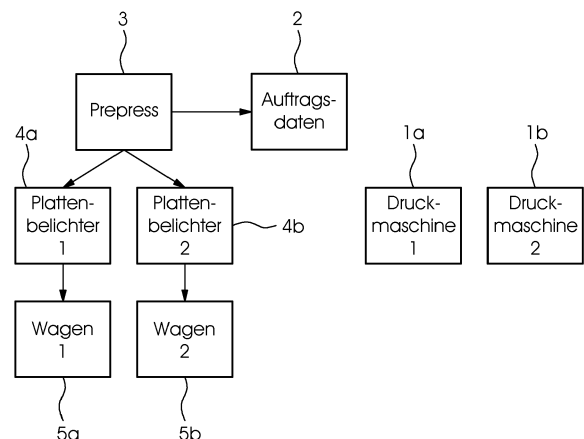 3
2
Prepress
Auftrags-
daten
4a
1a
1b
Platten-
belichter
1
Platten-
belichter
2
4b
Druck-
maschine
1
Druck-
maschine
2
Wagen
1
Wagen
2
5a
5b